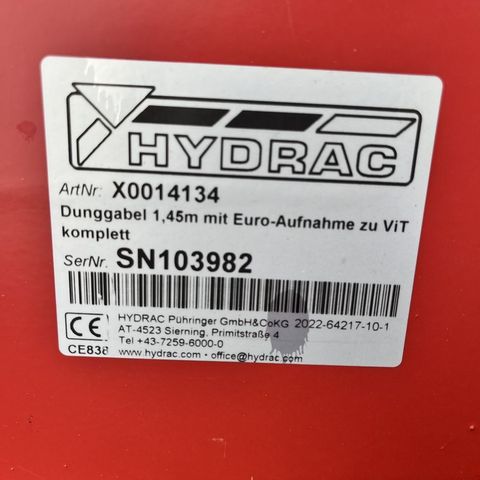 HYDRAC
ArtNr: X0014134
Dunggabel 1,45m mit Euro-Aufnahme zu ViT
komplett
SerNr. SN103982
HYDRAC Pühringer GmbH&CoKG 2022-64217-10-1
AT-4523 Sierning, Primitstraße 4
Tel +43-7259-6000-0
www.hydrac.com • office@hydrac.com
CE
CE838